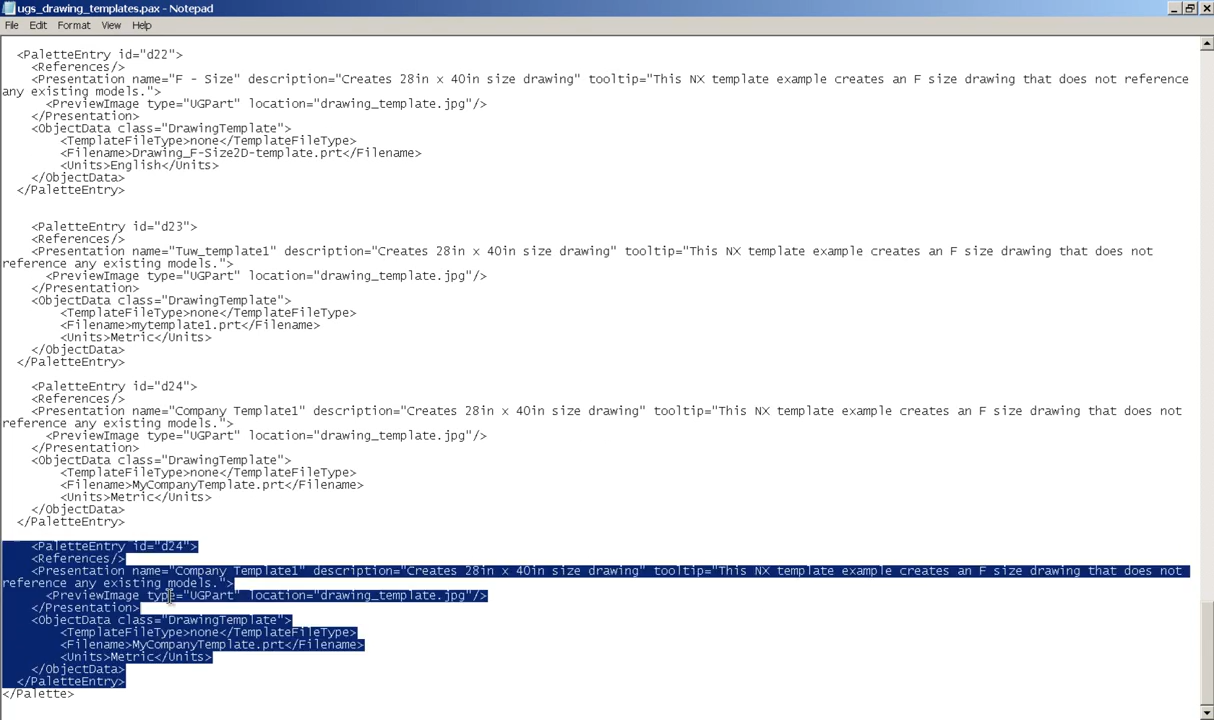 ugs_drawing_templates.pax - Notepad
File Edit Format View Help
<PaletteEntry id="d22">
<References/>
<Presentation name="F - Size" description="Creates 28in x 40in size drawing" tooltip="This NX template example creates an F size drawing that does not reference
any existing models.">
<PreviewImage type="UGPart" location="drawing_template.jpg"/>
</Presentation>
<ObjectData class="DrawingTemplate">
<TemplateFileType>none</TemplateFileType>
<Filename>Drawing_F-Size2D-template.prt</Filename>
<Units>English</Units>
</ObjectData>
</PaletteEntry>
<PaletteEntry id="d23">
<References/>
<Presentation name="Tuw_template1" description="Creates 28in x 40in size drawing" tooltip="This NX template example creates an F size drawing that does not
reference any existing models.">
<PreviewImage type="UGPart" location="drawing_template.jpg"/>
</Presentation>
<ObjectData class="DrawingTemplate">
<TemplateFileType>none</TemplateFileType>
<Filename>mytemplate1.prt</Filename>
<Units>Metric</Units>
</ObjectData>
</PaletteEntry>
<PaletteEntry id="d24">
<References/>
<Presentation name="Company Template1" description="Creates 28in x 40in size drawing" tooltip="This NX template example creates an F size drawing that does not
reference any existing models.">
<PreviewImage type="UGPart" location="drawing_template.jpg"/>
</Presentation>
<ObjectData class="DrawingTemplate">
<TemplateFileType>none</TemplateFileType>
<Filename>MyCompanyTemplate.prt</Filename>
<Units>Metric</Units>
</ObjectData>
</PaletteEntry>
<PaletteEntry id="d24">
<References/>
<Presentation name="Company Template1" description="Creates 28in x 40in size drawing" tooltip="This NX template example creates an F size drawing that does not
reference any existing models.">
<PreviewImage type="UGPart" location="drawing_template.jpg"/>
</Presentation>
<ObjectData class="DrawingTemplate">
<TemplateFileType>none</TemplateFileType>
<Filename>MyCompanyTemplate.prt</Filename>
<Units>Metric</Units>
</ObjectData>
</PaletteEntry>
</Palette>